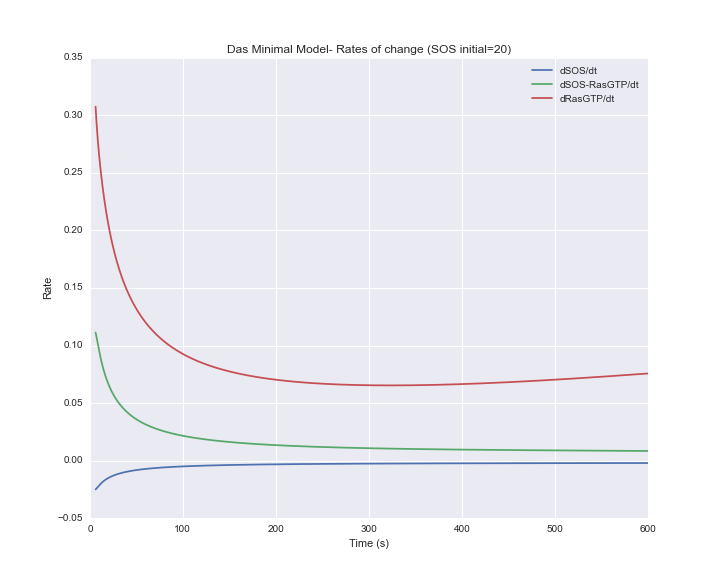 Das Minimal Model- Rates of change (SOS initial=20)
dSOS/dt
dSOS-RasGTP/dt
dRasGTP/dt
0.35
0.30
0.25
0.20
0.15
0.10
0.05
0.00
−0.05
Rate
0 100 200 300 400 500 600
Time (s)